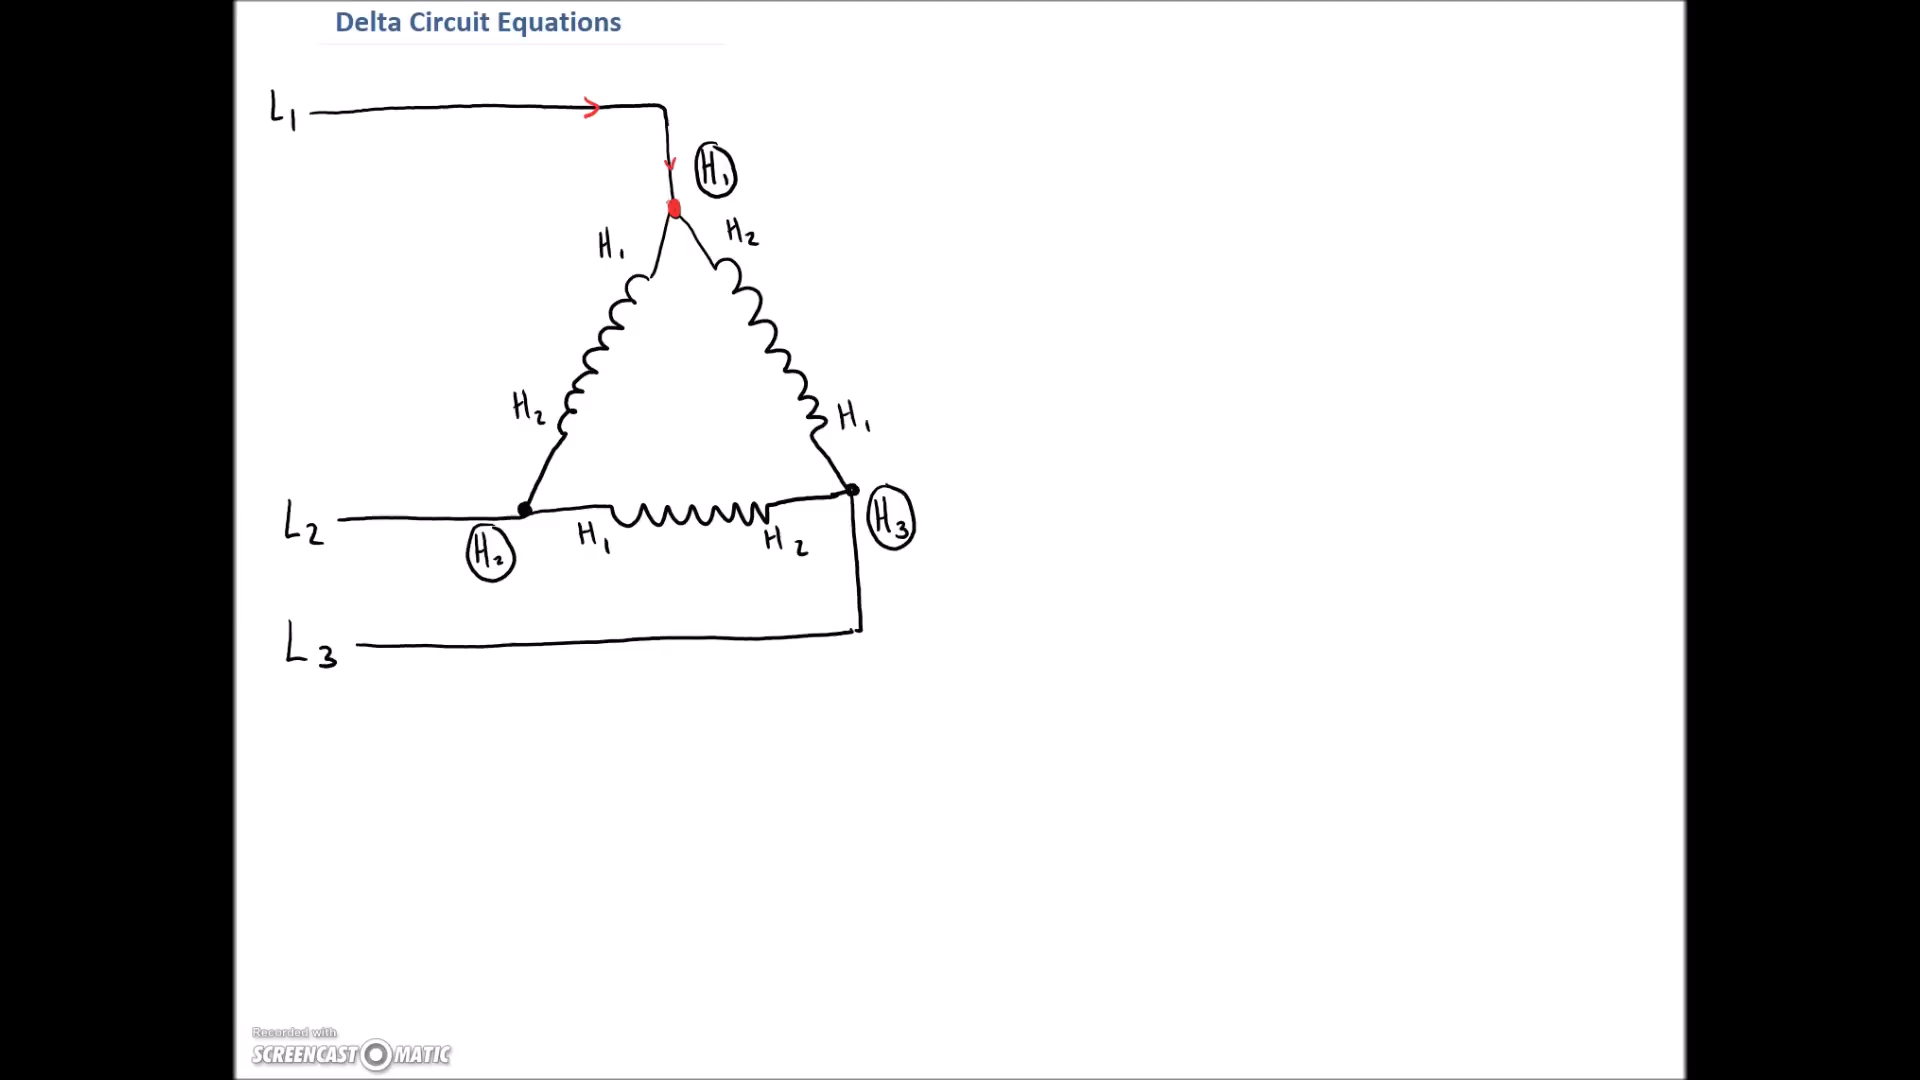 Delta Circuit Equations
L1
H1
H1
H2
H2
H1
L2
H2
H1
H2
H3
L3
Recorded with
SCREENCAST MATIC